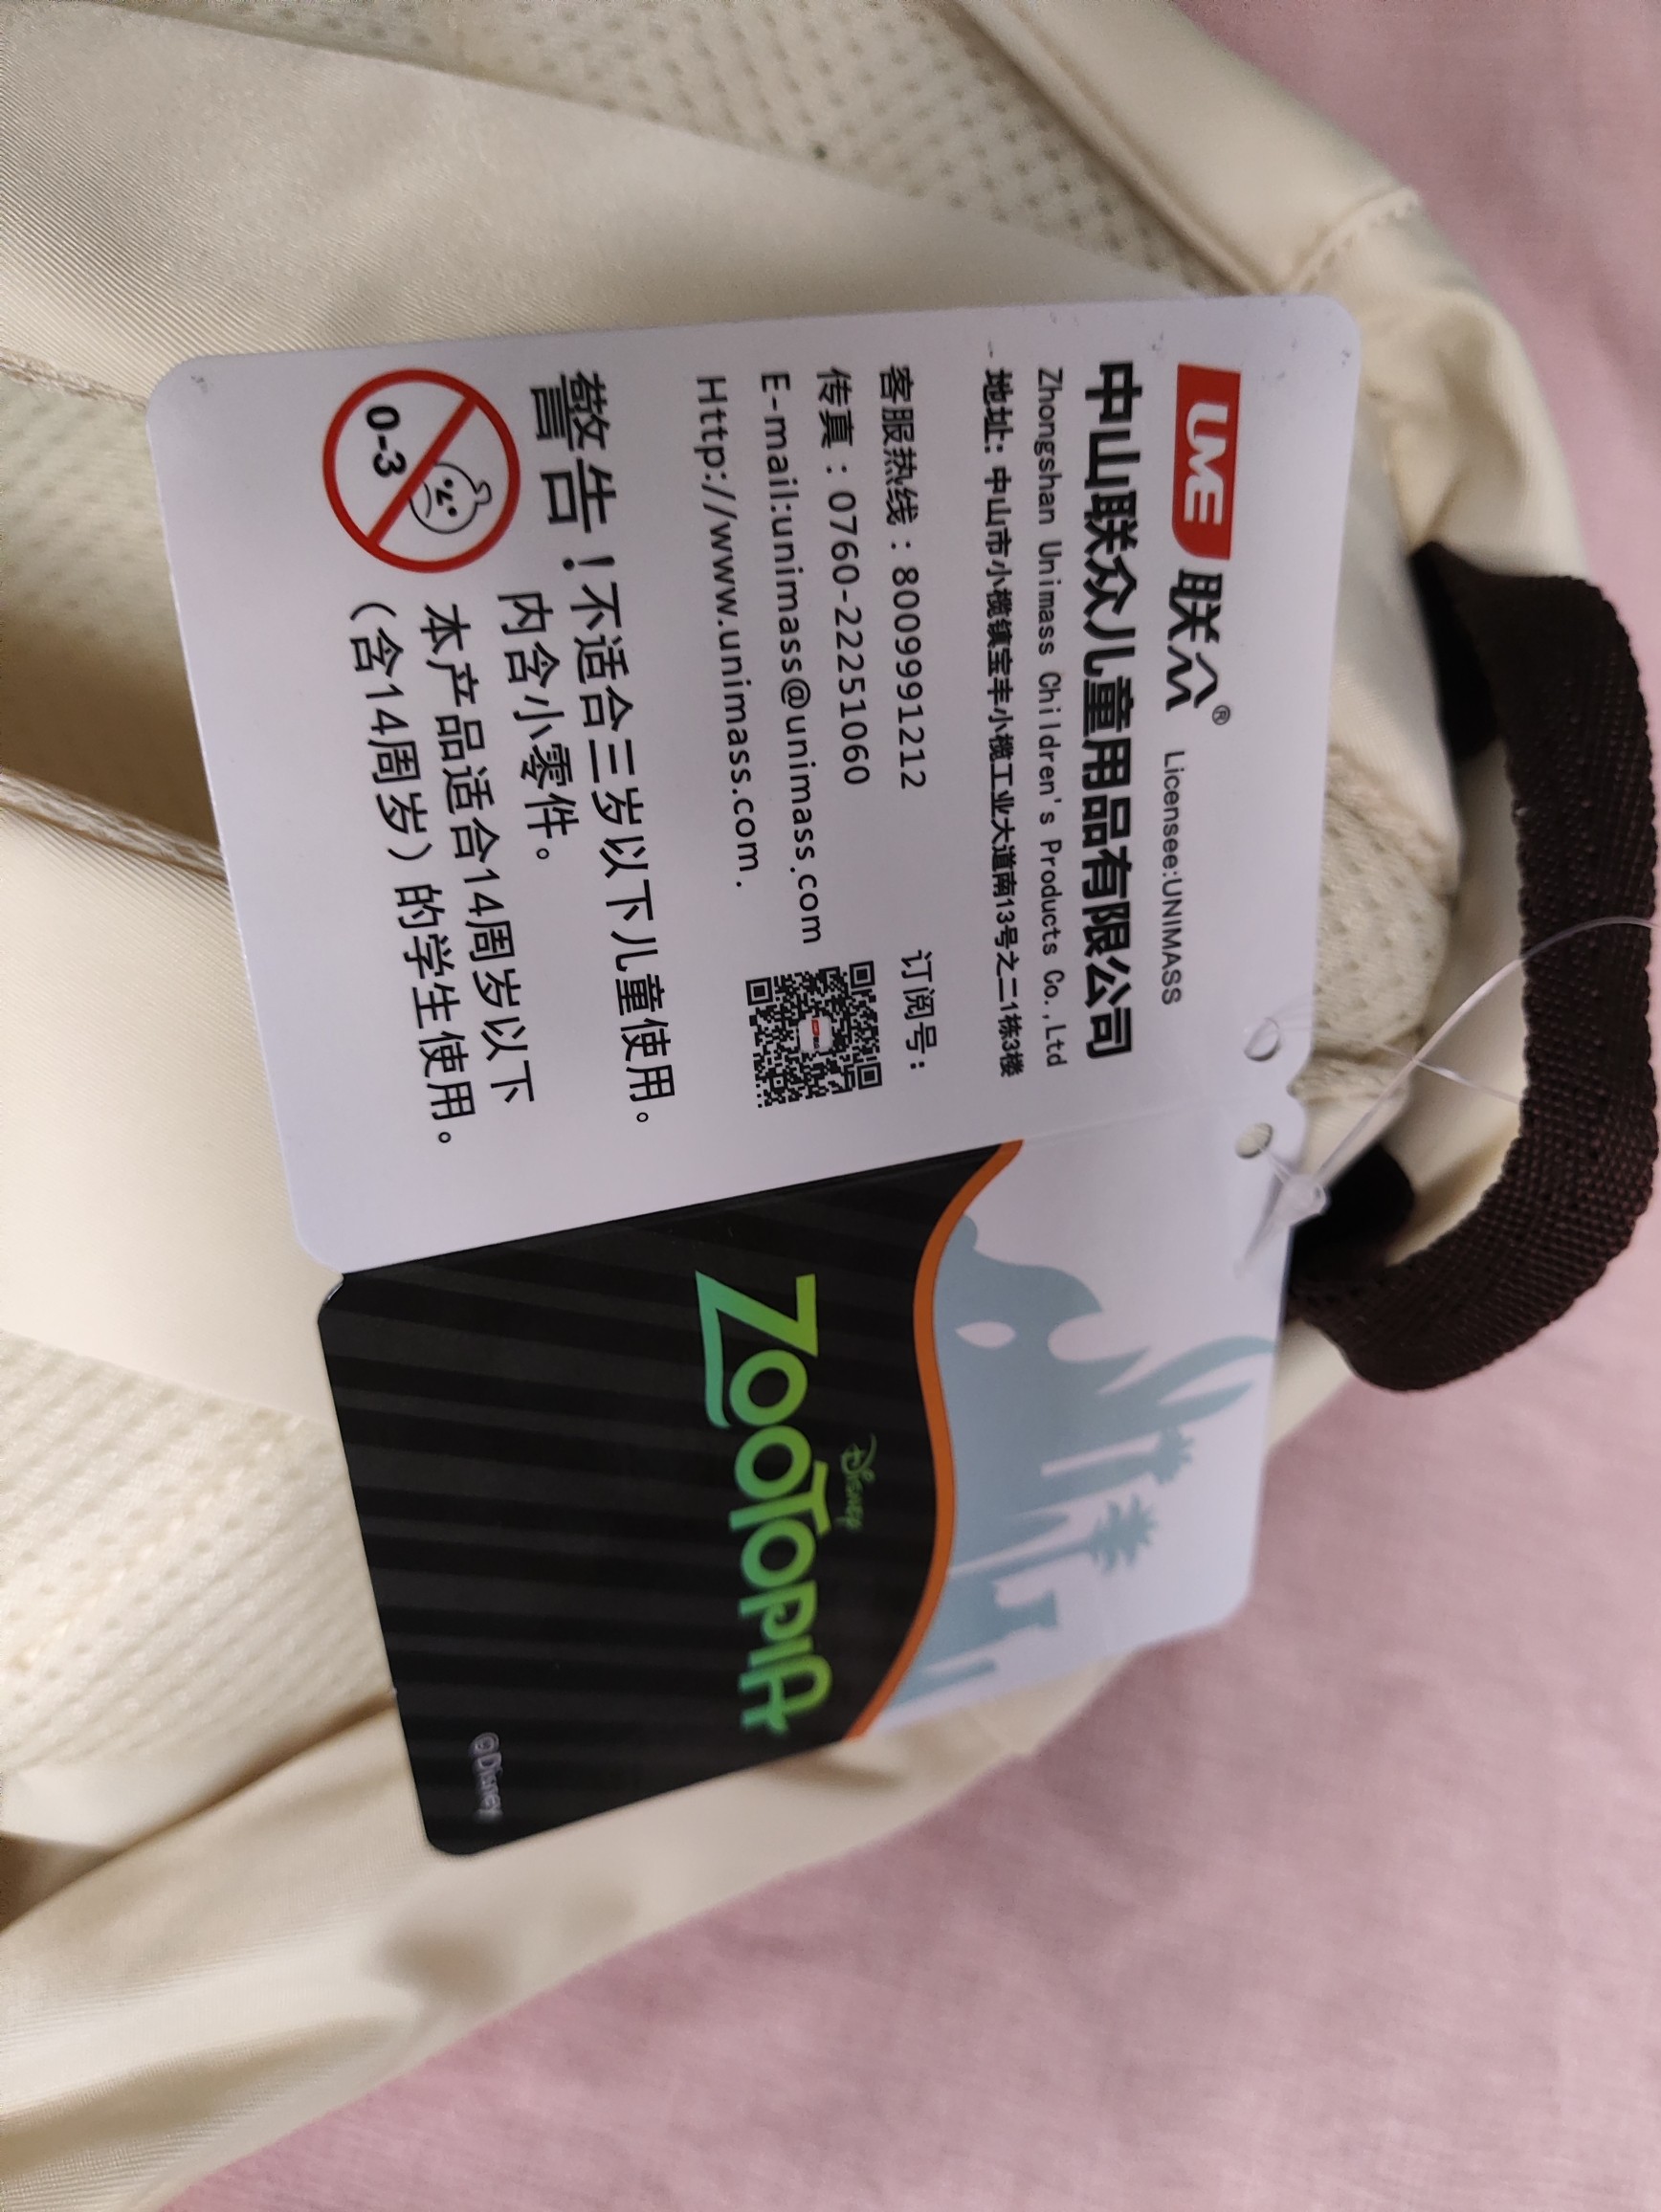 UME 联众® Licensee:UNIMASS
中山联众儿童用品有限公司
Zhongshan Unimass Children's Products Co.,Ltd
地址: 中山市小榄镇宝丰小榄工业大道南13号之二1栋3楼
客服热线：8009991212
订阅号：
传真：0760-22251060
E-mail:unimass@unimass.com
Http://www.unimass.com.
警告！不适合三岁以下儿童使用。
内含小零件。
0-3
本产品适合14周岁以下
（含14周岁）的学生使用。
Disney
ZOOTOPIA
©Disney